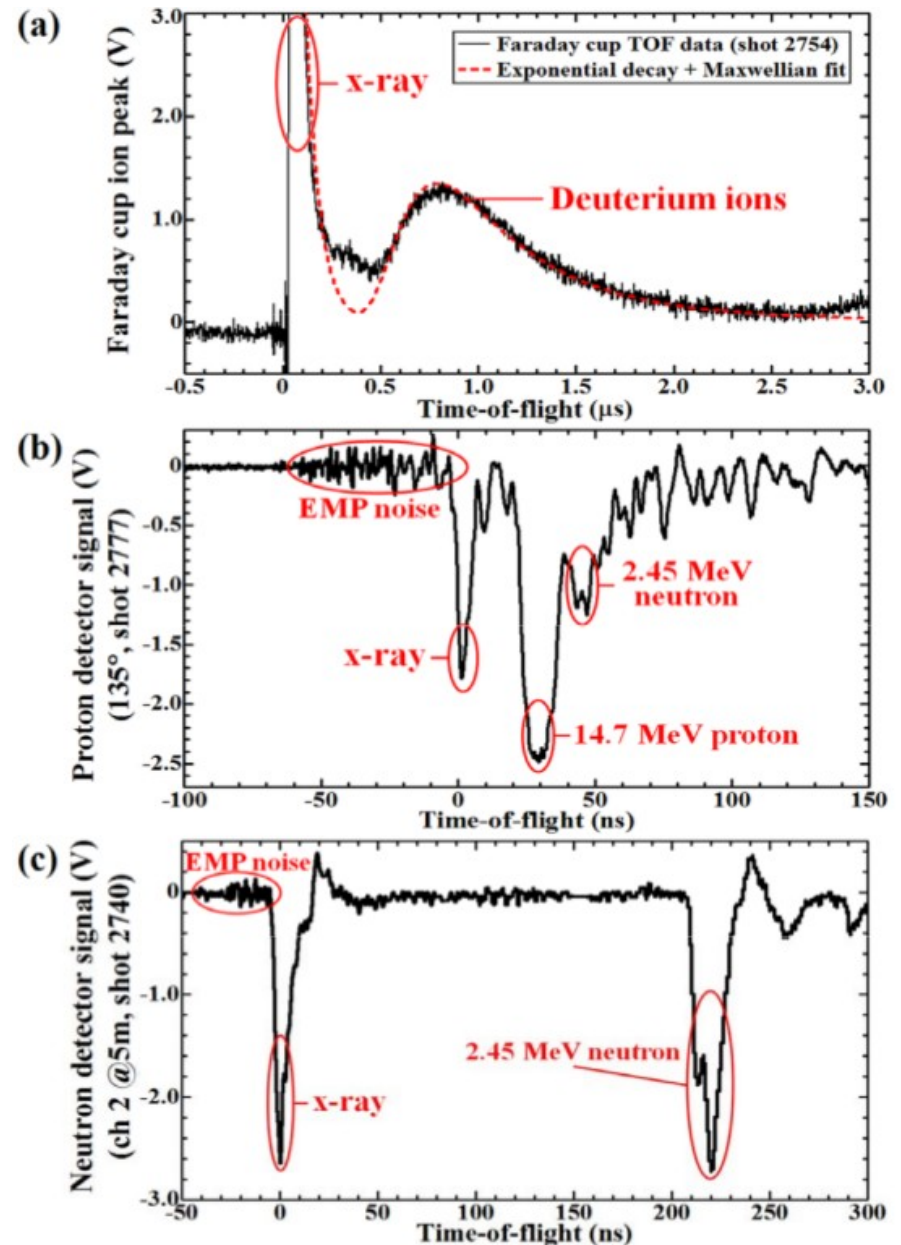 (a)
Faraday cup ion peak (V)
3.0
2.0
1.0
0
x-ray
Faraday cup TOF data (shot 2754)
Exponential decay + Maxwellian fit
Deuterium ions
-0.5 0 0.5 1.0 1.5 2.0 2.5 3.0
Time-of-flight (μs)
(b)
Proton detector signal (V)
(135°, shot 2777)
0
-0.5
-1.0
-1.5
-2.0
-2.5
EMP noise
2.45 MeV
neutron
x-ray
14.7 MeV proton
-100 -50 0 50 100 150
Time-of-flight (ns)
(c)
Neutron detector signal (V)
(ch 2 @5m, shot 2740)
0
-1.0
-2.0
-3.0
EMP noise
2.45 MeV neutron
x-ray
-50 0 50 100 150 200 250 300
Time-of-flight (ns)